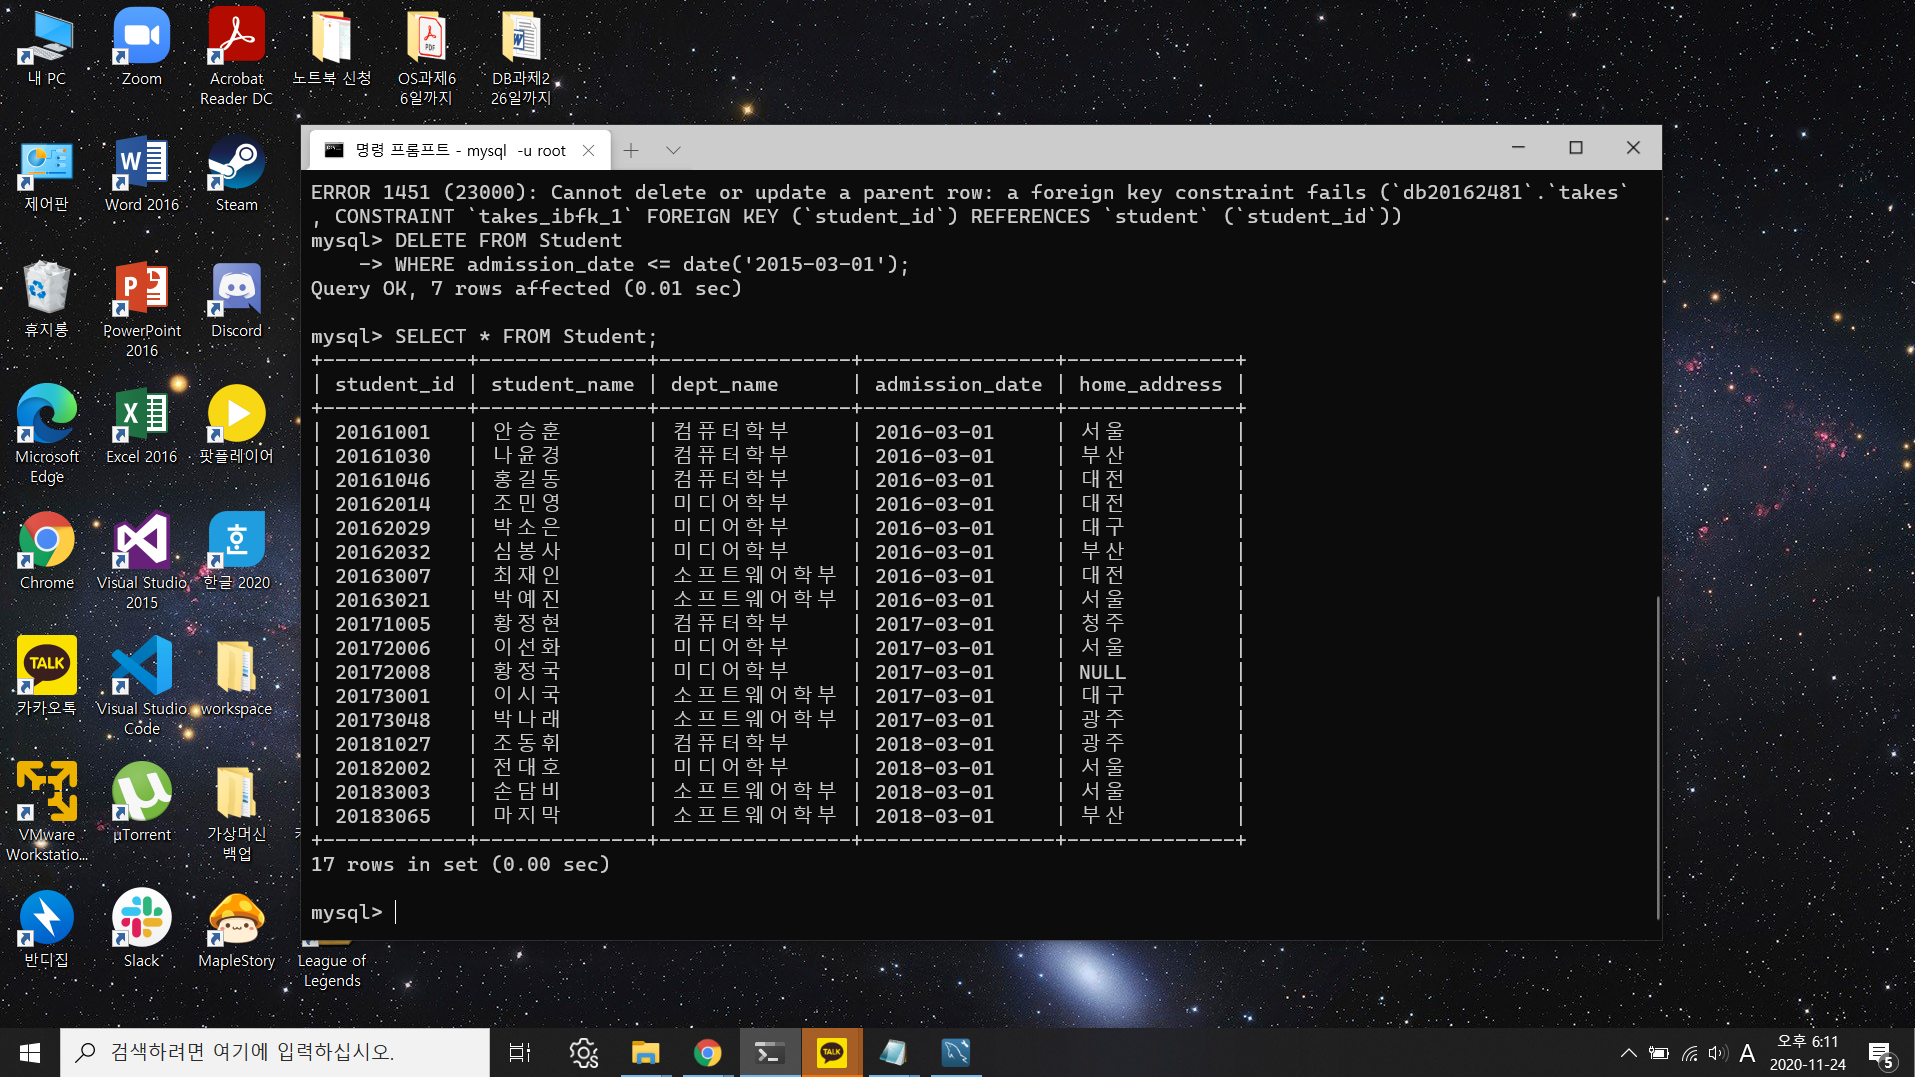 내 PC
Zoom
Acrobat
Reader DC
노트북 신청
OS과제6
6일까지
DB과제2
26일까지
제어판
Word 2016
Steam
휴지통
PowerPoint
2016
Discord
Microsoft
Edge
Excel 2016
팟플레이어
Chrome
Visual Studio
2015
한글 2020
카카오톡
Visual Studio
Code
workspace
VMware
Workstatio...
µTorrent
가상머신
백업
반디집
Slack
MapleStory
League of
Legends
명령 프롬프트 - mysql  -u root
ERROR 1451 (23000): Cannot delete or update a parent row: a foreign key constraint fails (`db20162481`.`takes`
, CONSTRAINT `takes_ibfk_1` FOREIGN KEY (`student_id`) REFERENCES `student` (`student_id`))
mysql> DELETE FROM Student
    -> WHERE admission_date <= date('2015-03-01');
Query OK, 7 rows affected (0.01 sec)
mysql> SELECT * FROM Student;
+------------+--------------+----------------+----------------+--------------+
| student_id | student_name | dept_name      | admission_date | home_address |
+------------+--------------+----------------+----------------+--------------+
| 20161001   | 안승훈       | 컴퓨터학부     | 2016-03-01     | 서울         |
| 20161030   | 나윤경       | 컴퓨터학부     | 2016-03-01     | 부산         |
| 20161046   | 홍길동       | 컴퓨터학부     | 2016-03-01     | 대전         |
| 20162014   | 조민영       | 미디어학부     | 2016-03-01     | 대전         |
| 20162029   | 박소은       | 미디어학부     | 2016-03-01     | 대구         |
| 20162032   | 심봉사       | 미디어학부     | 2016-03-01     | 부산         |
| 20163007   | 최재인       | 소프트웨어학부 | 2016-03-01     | 대전         |
| 20163021   | 박예진       | 소프트웨어학부 | 2016-03-01     | 서울         |
| 20171005   | 황정현       | 컴퓨터학부     | 2017-03-01     | 청주         |
| 20172006   | 이선화       | 미디어학부     | 2017-03-01     | 서울         |
| 20172008   | 황정국       | 미디어학부     | 2017-03-01     | NULL         |
| 20173001   | 이시국       | 소프트웨어학부 | 2017-03-01     | 대구         |
| 20173048   | 박나래       | 소프트웨어학부 | 2017-03-01     | 광주         |
| 20181027   | 조동휘       | 컴퓨터학부     | 2018-03-01     | 광주         |
| 20182002   | 전대호       | 미디어학부     | 2018-03-01     | 서울         |
| 20183003   | 손담비       | 소프트웨어학부 | 2018-03-01     | 서울         |
| 20183065   | 마지막       | 소프트웨어학부 | 2018-03-01     | 부산         |
+------------+--------------+----------------+----------------+--------------+
17 rows in set (0.00 sec)
mysql>
검색하려면 여기에 입력하십시오.
A
오후 6:11
2020-11-24
5